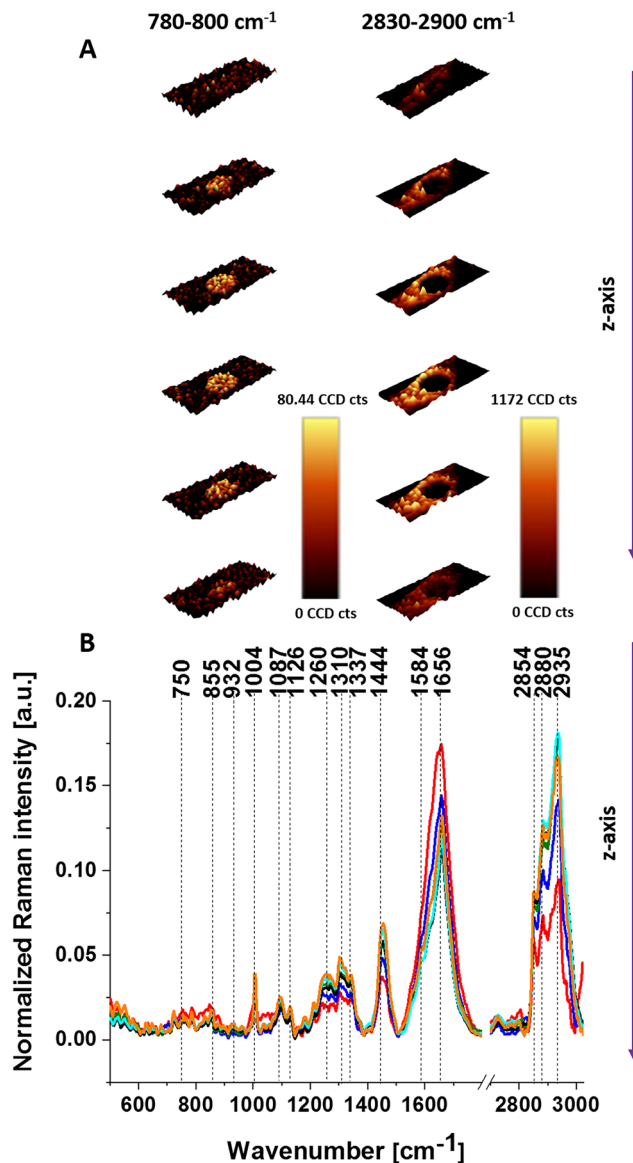 780-800 cm⁻¹ 2830-2900 cm⁻¹
A
z-axis
80.44 CCD cts 1172 CCD cts
0 CCD cts 0 CCD cts
B
750 855 932 1004 1087 1126 1260 1310 1337 1444 1584 1656 2854 2880 2935
0.20
0.15
0.10
0.05
0.00
Normalized Raman intensity [a.u.]
z-axis
600 800 1000 1200 1400 1600 2800 3000
Wavenumber [cm⁻¹]